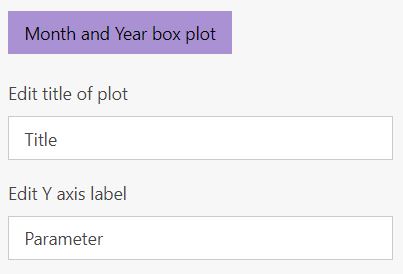 Month and Year box plot
Edit title of plot
Title
Edit Y axis label
Parameter